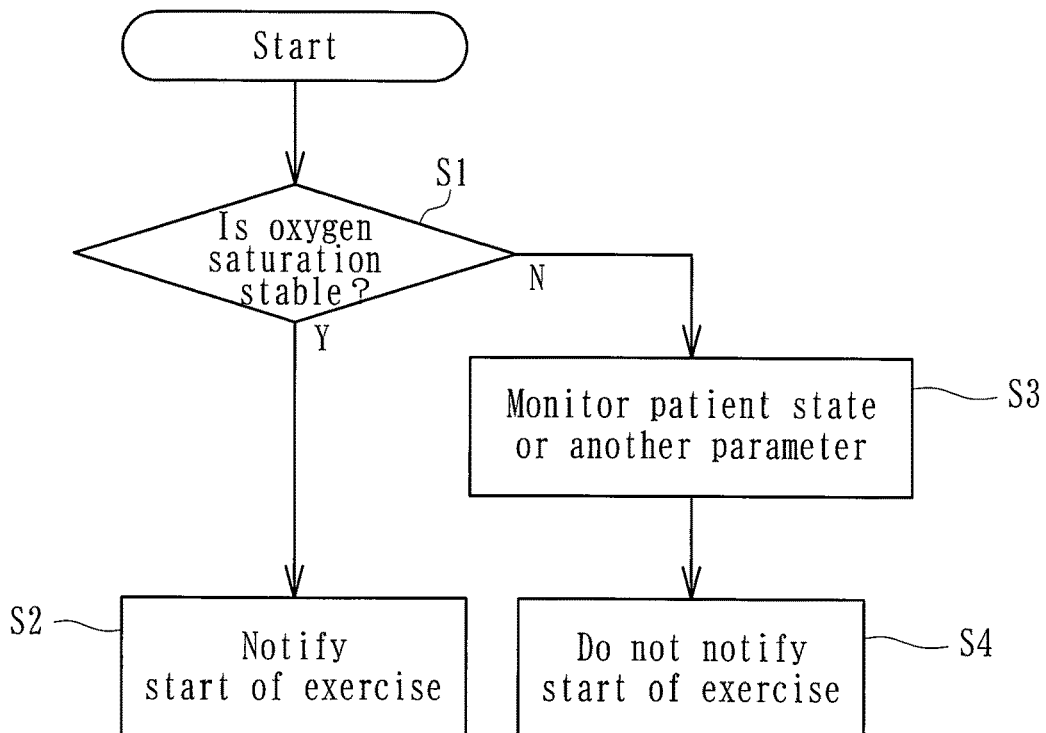 Start
S1
Is oxygen
saturation
stable?
N
Y
Monitor patient state
or another parameter
S3
S2
Notify
start of exercise
Do not notify
start of exercise
S4